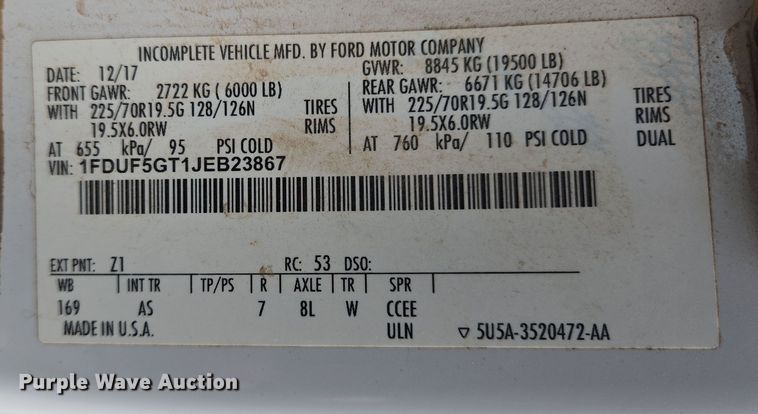 INCOMPLETE VEHICLE MFD. BY FORD MOTOR COMPANY
DATE: 12/17
GVWR: 8845 KG (19500 LB)
FRONT GAWR: 2722 KG ( 6000 LB)
REAR GAWR: 6671 KG (14706 LB)
WITH 225/70R19.5G 128/126N TIRES
19.5X6.0RW RIMS
AT 655 kPa/ 95 PSI COLD
WITH 225/70R19.5G 128/126N TIRES
19.5X6.0RW RIMS
AT 760 kPa/ 110 PSI COLD DUAL
VIN: 1FDUF5GT1JEB23867
EXT PNT: Z1 RC: 53 DSO:
WB INT TR TP/PS R AXLE TR SPR
169 AS 7 8L W CCEE
MADE IN U.S.A. ULN ▽ 5U5A-3520472-AA
Purple Wave Auction